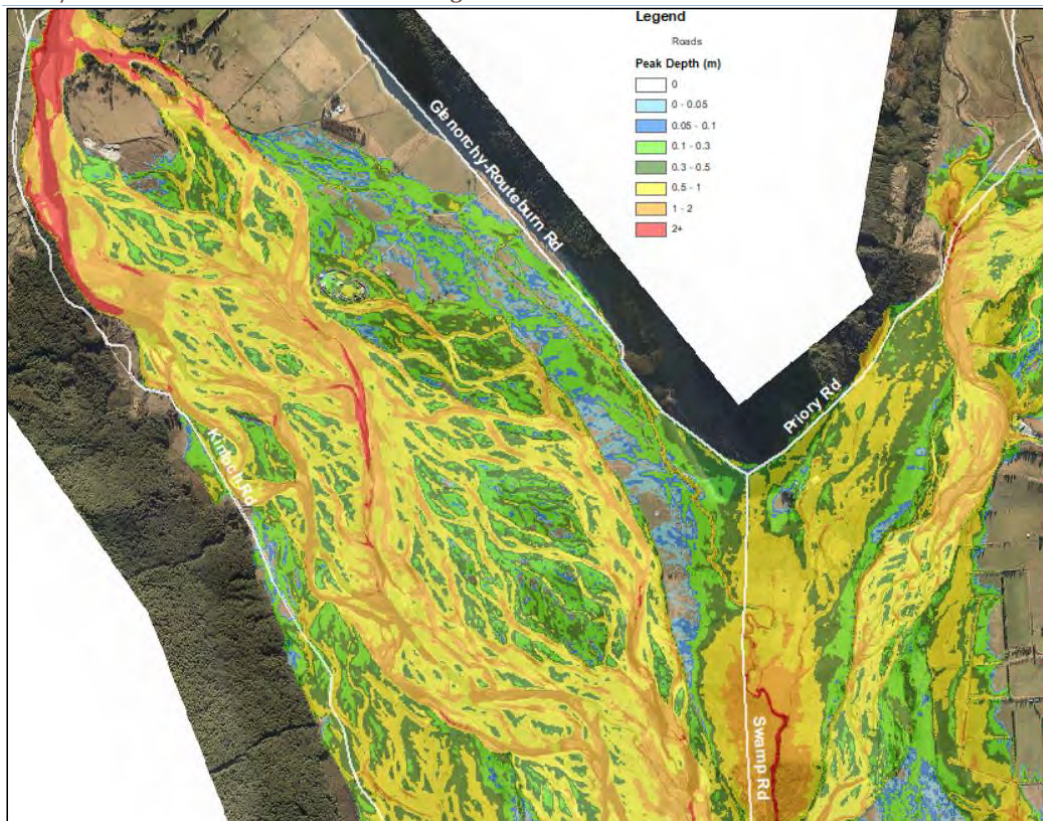 Legend
Roads
Peak Depth (m)
0
0 - 0.05
0.05 - 0.1
0.1 - 0.3
0.3 - 0.5
0.5 - 1
1 - 2
2+
Glenorchy-Routeburn Rd
Priory Rd
Kinloch Rd
Swamp Rd